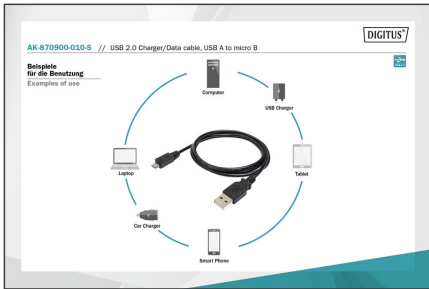 DIGITUS®
AK-870900-010-S // USB 2.0 Charger/Data cable, USB A to micro B
Beispiele
für die Benutzung
Examples of use
Computer
USB Charger
Laptop
Tablet
Car Charger
Smart Phone